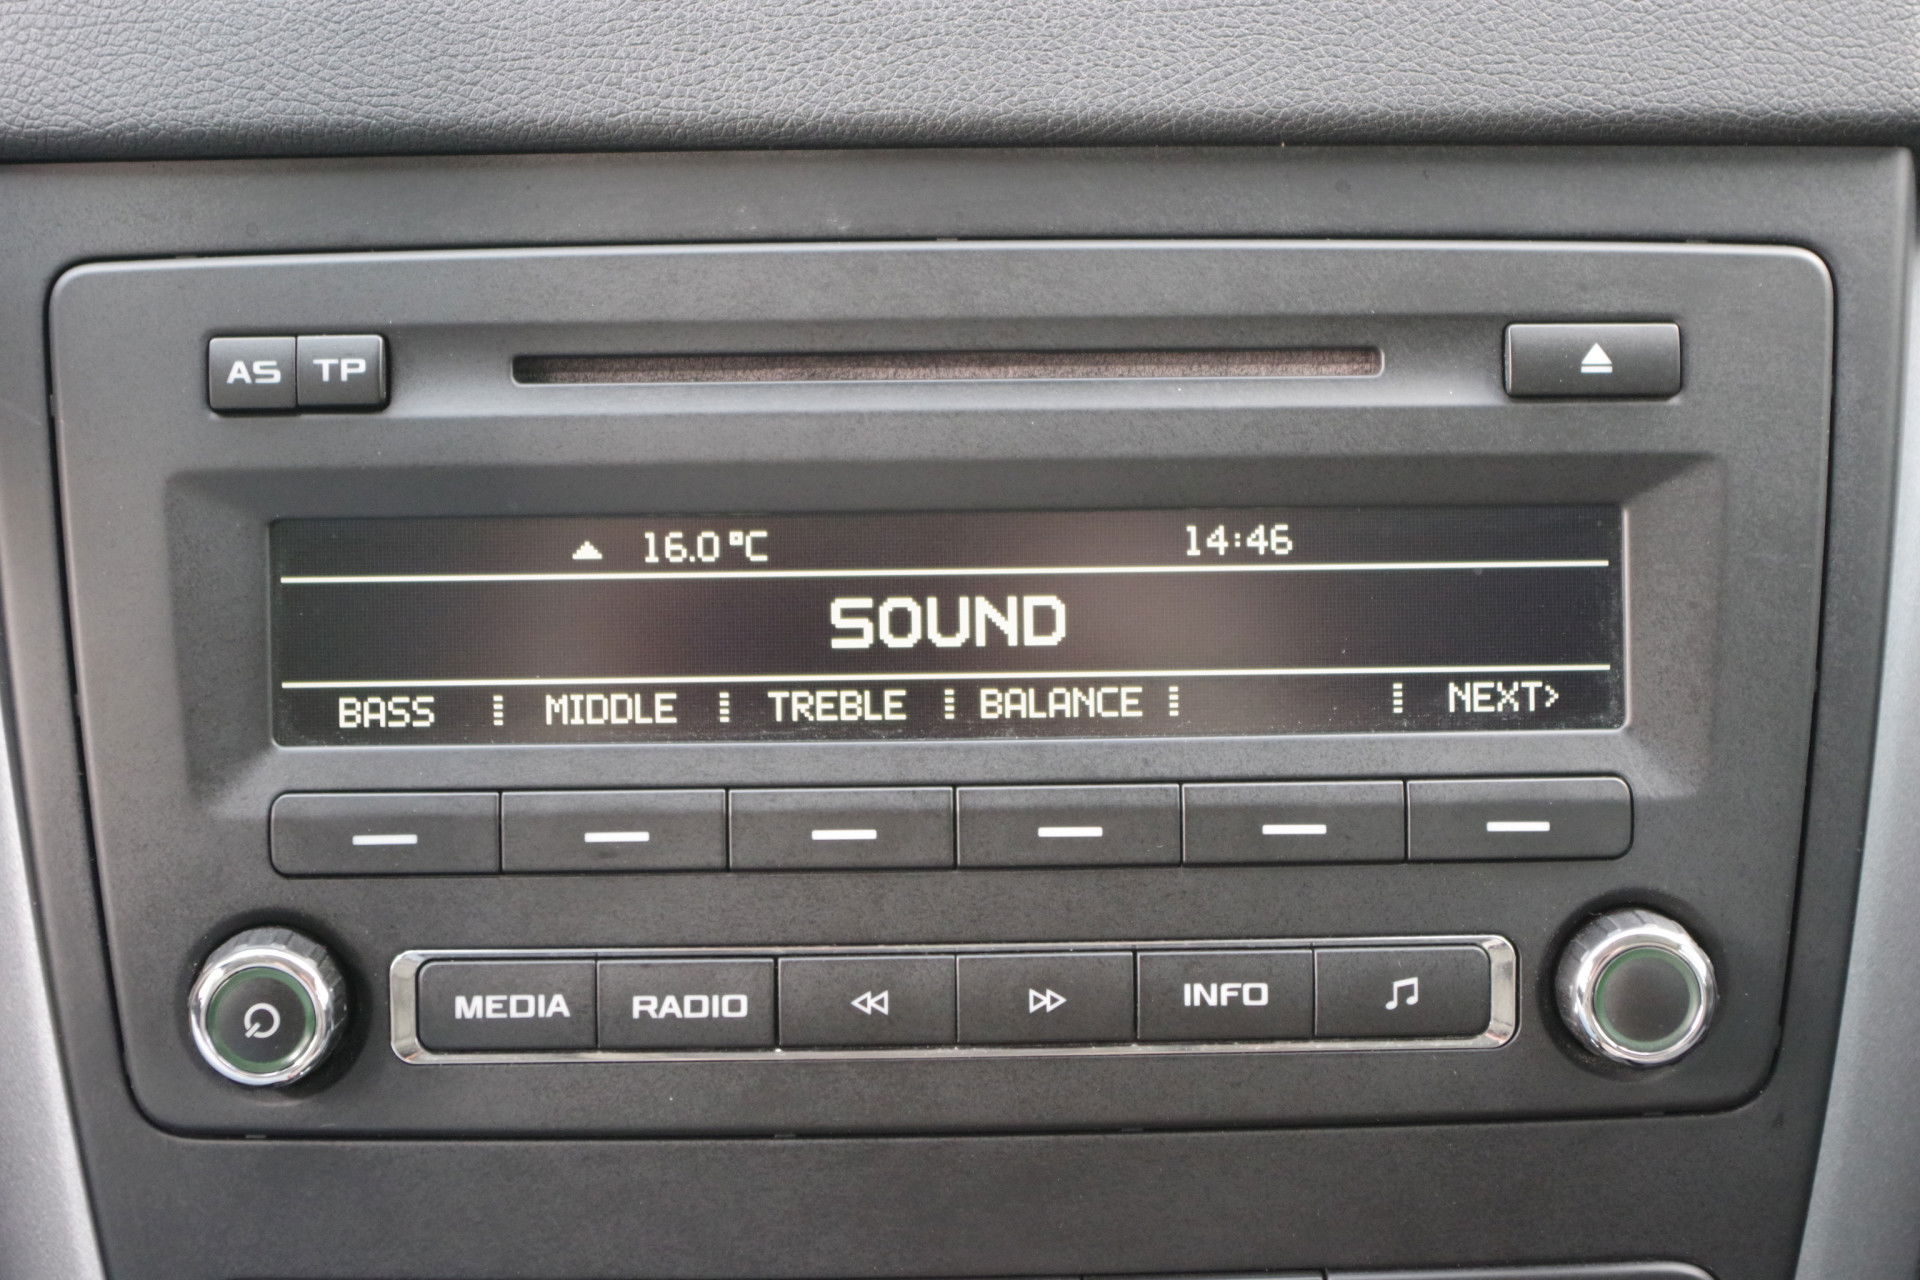 AS TP
16.0 °C 14:46
SOUND
BASS MIDDLE TREBLE BALANCE NEXT>
MEDIA RADIO INFO